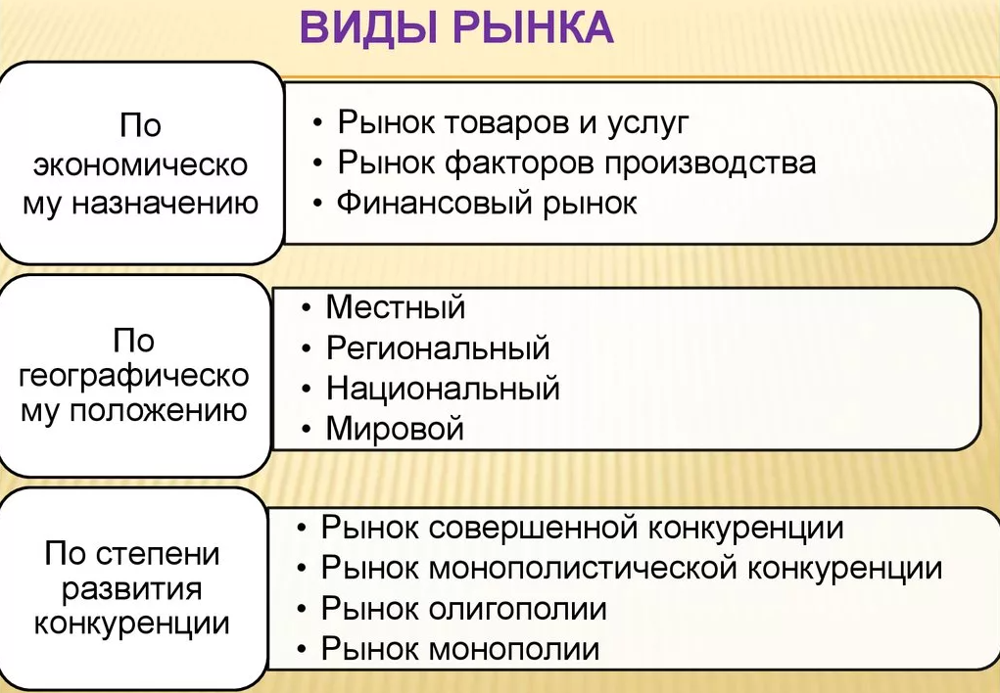 ВИДЫ РЫНКА
По
экономическо
му назначению
• Рынок товаров и услуг
• Рынок факторов производства
• Финансовый рынок
По
географическо
му положению
• Местный
• Региональный
• Национальный
• Мировой
По степени
развития
конкуренции
• Рынок совершенной конкуренции
• Рынок монополистической конкуренции
• Рынок олигополии
• Рынок монополии